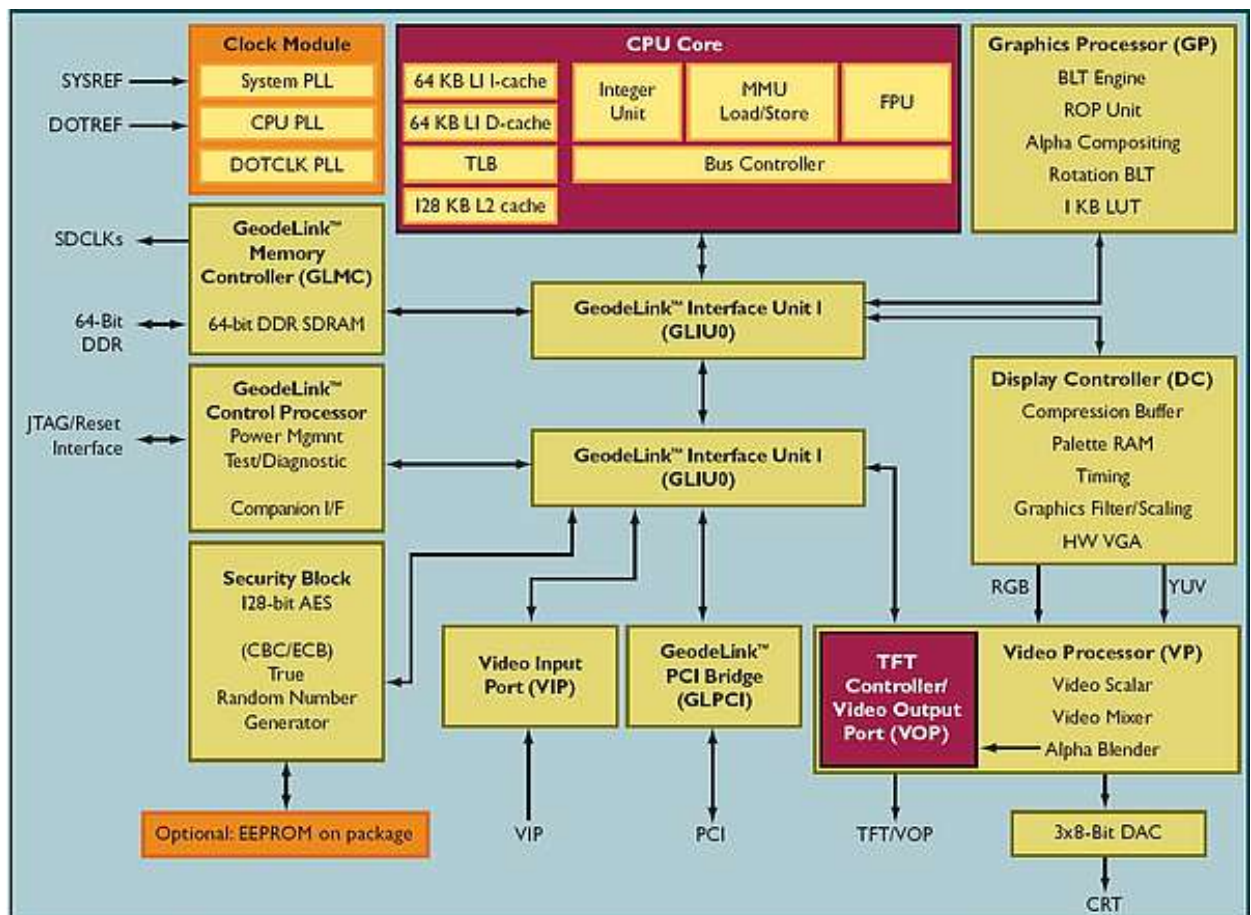 Clock Module
System PLL
CPU PLL
DOTCLK PLL
SYSREF
DOTREF
CPU Core
64 KB LI I-cache
64 KB LI D-cache
TLB
I28 KB L2 cache
Integer
Unit
MMU
Load/Store
FPU
Bus Controller
Graphics Processor (GP)
BLT Engine
ROP Unit
Alpha Compositing
Rotation BLT
I KB LUT
SDCLKs
64-Bit
DDR
GeodeLink™
Memory
Controller (GLMC)
64-bit DDR SDRAM
GeodeLink™ Interface Unit I
(GLIU0)
JTAG/Reset
Interface
GeodeLink™
Control Processor
Power Mgmnt
Test/Diagnostic
Companion I/F
GeodeLink™ Interface Unit I
(GLIU0)
Display Controller (DC)
Compression Buffer
Palette RAM
Timing
Graphics Filter/Scaling
HW VGA
RGB
YUV
Security Block
I28-bit AES
(CBC/ECB)
True
Random Number
Generator
Video Input
Port (VIP)
GeodeLink™
PCI Bridge
(GLPCI)
TFT
Controller/
Video Output
Port (VOP)
Video Processor (VP)
Video Scalar
Video Mixer
Alpha Blender
Optional: EEPROM on package
VIP
PCI
TFT/VOP
3x8-Bit DAC
CRT